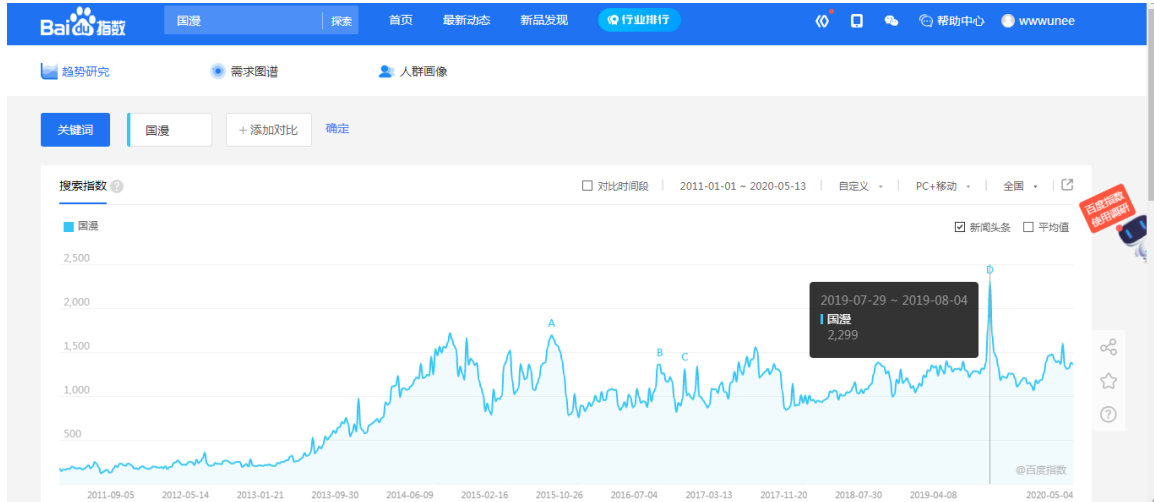 Bai du 指数 国漫 探索 首页 最新动态 新品发现 行业排行 帮助中心 wwwunee
趋势研究 需求图谱 人群画像
关键词 国漫 + 添加对比 确定
搜索指数 ? 对比时间段 2011-01-01 ~ 2020-05-13 自定义 PC+移动 全国
百度指数
使用调研
国漫 新闻头条 平均值
2,500
D
2019-07-29 ~ 2019-08-04
国漫
2,299
2,000
A
1,500
B C
1,000
500
@百度指数
2011-09-05 2012-05-14 2013-01-21 2013-09-30 2014-06-09 2015-02-16 2015-10-26 2016-07-04 2017-03-13 2017-11-20 2018-07-30 2019-04-08 2020-05-04